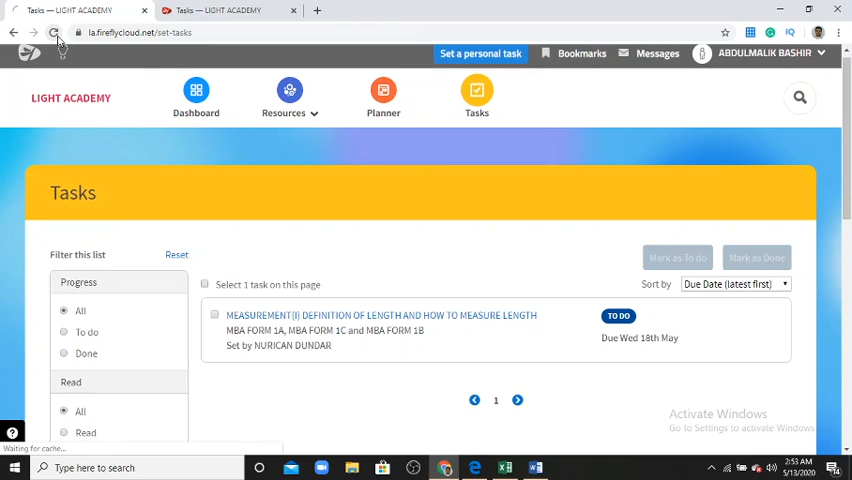 Tasks — LIGHT ACADEMY
Tasks — LIGHT ACADEMY
la.fireflycloud.net/set-tasks
IQ
Set a personal task
Bookmarks
Messages
ABDULMALIK BASHIR
LIGHT ACADEMY
Dashboard
Resources
Planner
Tasks
Tasks
Filter this list
Reset
Mark as To do
Mark as Done
Progress
Select 1 task on this page
Sort by
Due Date (latest first)
All
MEASUREMENT(I) DEFINITION OF LENGTH AND HOW TO MEASURE LENGTH
TO DO
To do
MBA FORM 1A, MBA FORM 1C and MBA FORM 1B
Due Wed 18th May
Set by NURICAN DUNDAR
Done
Read
1
All
Read
Activate Windows
Go to Settings to activate Windows.
Waiting for cache...
Type here to search
2:53 AM
5/13/2020
14